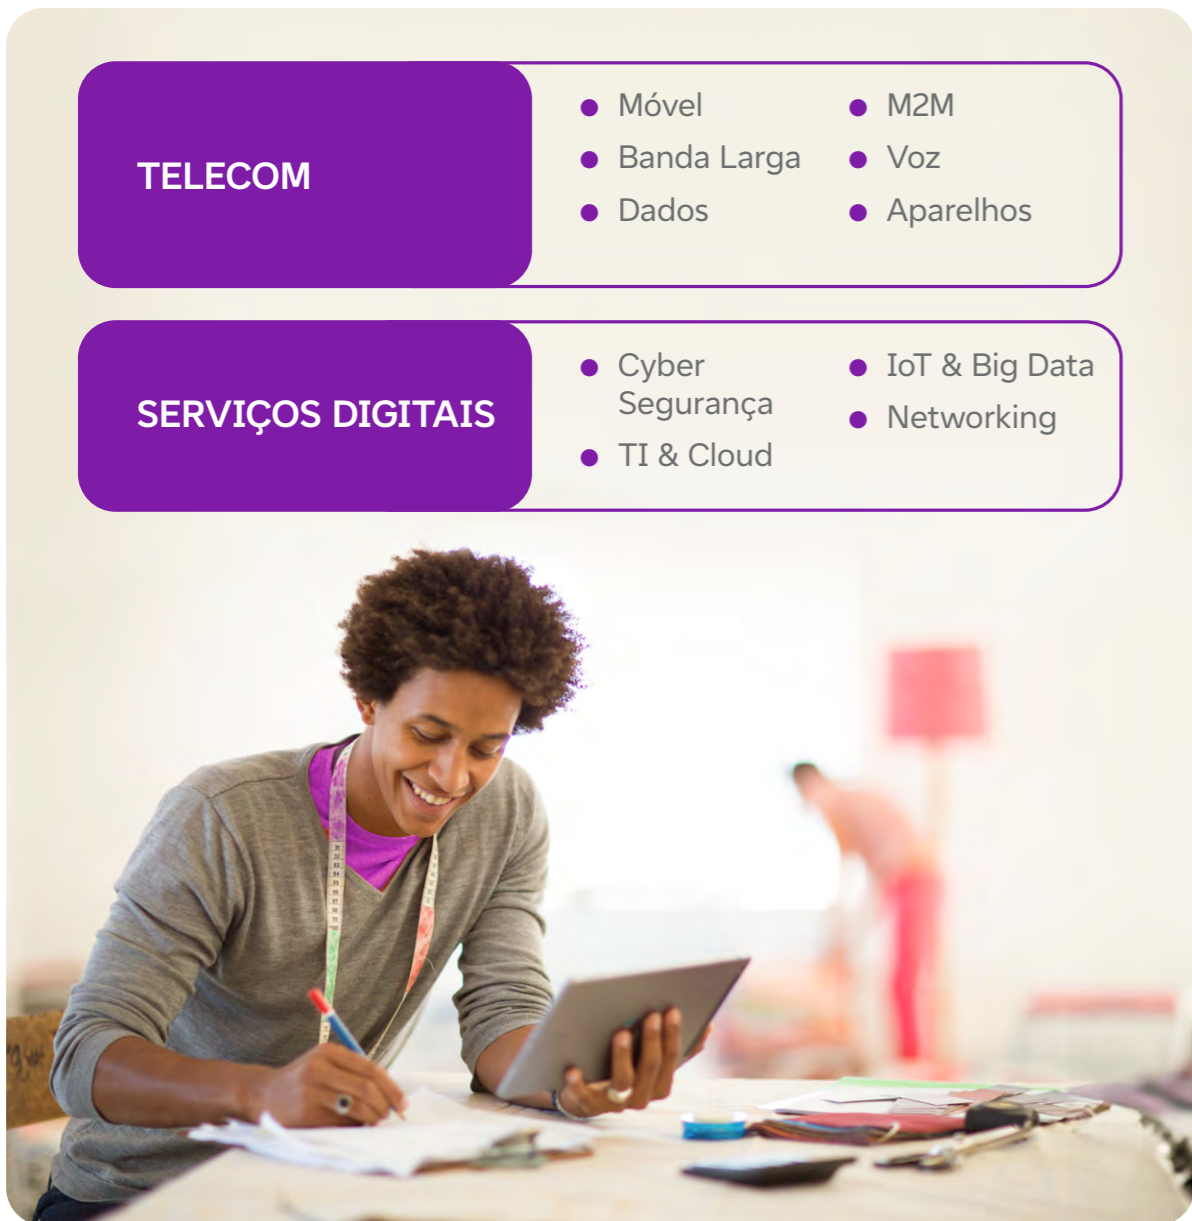 TELECOM
Móvel
Banda Larga
Dados
M2M
Voz
Aparelhos
SERVIÇOS DIGITAIS
Cyber
Segurança
TI & Cloud
IoT & Big Data
Networking